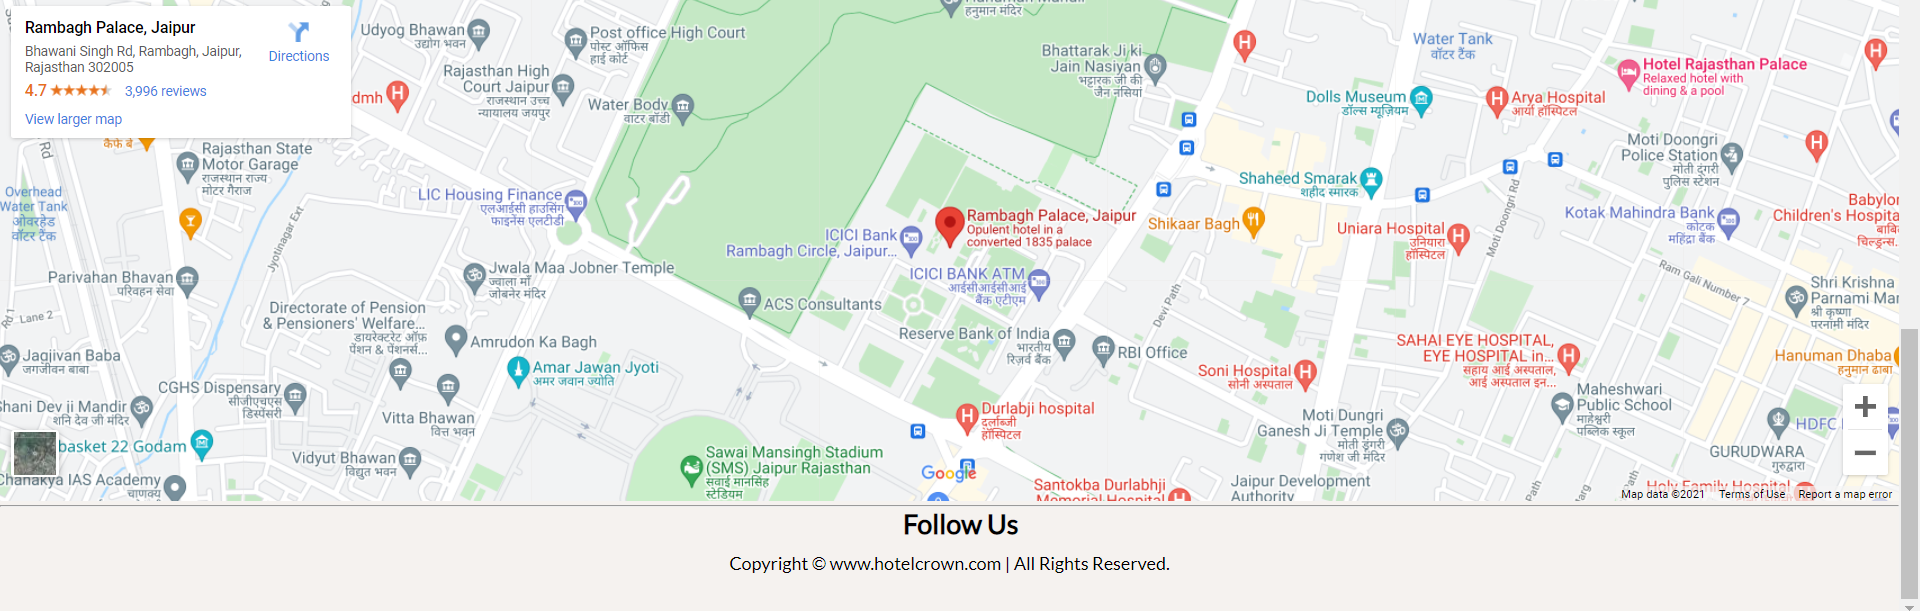 Rambagh Palace, Jaipur
Bhawani Singh Rd, Rambagh, Jaipur,
Rajasthan 302005
4.7
3,996 reviews
View larger map
Directions
Udyog Bhawan
उद्योग भवन
Post office High Court
पोस्ट ऑफिस
हाई कोर्ट
हनुमान मंदिर
Bhattarak Ji ki
Jain Nasiyan
भट्टारक जी की
जैन नसियां
Water Tank
वॉटर टैंक
Hotel Rajasthan Palace
Relaxed hotel with
dining & a pool
Rajasthan High
Court Jaipur
राजस्थान उच्च
न्यायालय जयपुर
dmh
Water Body
वाटर बॉडी
Dolls Museum
डॉल्स म्यूज़ियम
Arya Hospital
आर्या हॉस्पिटल
कैफे बे
Rajasthan State
Motor Garage
राजस्थान राज्य
मोटर गैराज
Moti Doongri
Police Station
मोती दूंगरी
पुलिस स्टेशन
Overhead
Water Tank
ओवरहेड
वॉटर टैंक
Rd
LIC Housing Finance
एलआईसी हाउसिंग
फाइनेंस एलटीडी
Shaheed Smarak
शहीद स्मारक
Moti Doongri Rd
Babylon
Children's Hospita
चिल्ड्रन्स..
Kotak Mahindra Bank
कोटक
महिंद्रा बैंक
Jyotinagar Ext
ICICI Bank
Rambagh Circle, Jaipur...
Rambagh Palace, Jaipur
Opulent hotel in a
converted 1835 palace
Shikaar Bagh
Uniara Hospital
उनियारा
हॉस्पिटल
Parivahan Bhavan
परिवहन सेवा
Jwala Maa Jobner Temple
ज्वाला माँ
जोबनेर मंदिर
ICICI BANK ATM
आईसीआईसीआई
बैंक एटीएम
Ram Gali Number 7
Shri Krishna
Parnami Mar
श्री कृष्णा
परनामी मंदिर
Directorate of Pension
& Pensioners' Welfare...
डायरेक्टरेट ऑफ़
पेंशन & पेंशनर्स...
ACS Consultants
Devi Path
Rd 1
Lane 2
Amrudon Ka Bagh
Reserve Bank of India
भारतीय
रिज़र्व बैंक
RBI Office
SAHAI EYE HOSPITAL,
EYE HOSPITAL in...
सहाय आई अस्पताल,
आई अस्पताल इन...
Hanuman Dhaba
हनुमान ढाबा
Jagjivan Baba
जगजीवन बाबा
Amar Jawan Jyoti
अमर जवान ज्योति
Soni Hospital
सोनी अस्पताल
CGHS Dispensary
सीजीएचएस
डिस्पेंसरी
Maheshwari
Public School
माहेश्वरी
पब्लिक स्कूल
Shani Dev ji Mandir
शनि देव जी मंदिर
Vitta Bhawan
वित्त भवन
Durlabji hospital
दुर्लाब्जी
हॉस्पिटल
Moti Dungri
Ganesh Ji Temple
मोती डूंगरी
गणेश जी मंदिर
HDFC
basket 22 Godam
Vidyut Bhawan
विद्युत भवन
Sawai Mansingh Stadium
(SMS) Jaipur Rajasthan
सवाई मानसिंह
स्टेडियम
Google
GURUDWARA
गुरुद्वारा
Chanakya IAS Academy
चाणक्य
Santokba Durlabhji
Memorial Hospital
Jaipur Development
Authority
Path
Marg
Path
Holy Family Hospital
Map data ©2021
Terms of Use
Report a map error
Follow Us
Copyright © www.hotelcrown.com | All Rights Reserved.